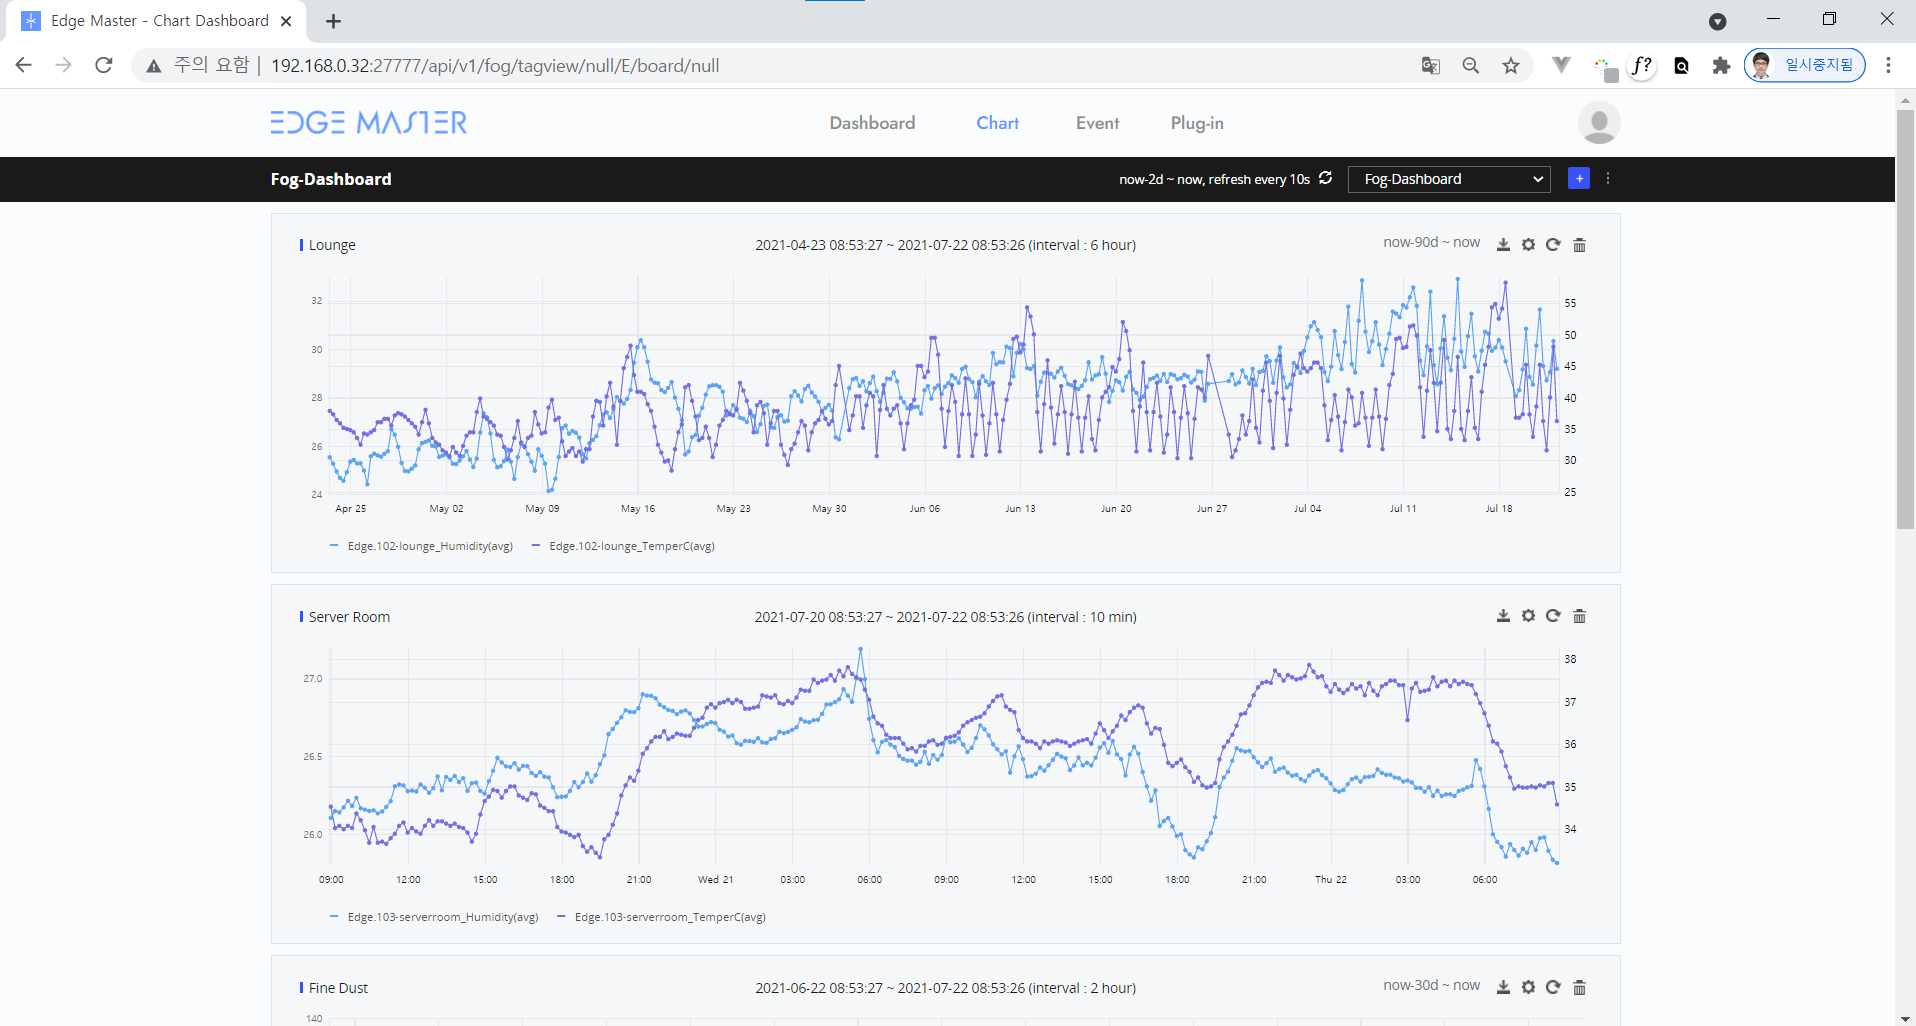 Edge Master - Chart Dashboard
주의 요함 | 192.168.0.32:27777/api/v1/fog/tagview/null/E/board/null
f?
일시중지됨
EDGE MASTER
Dashboard Chart Event Plug-in
Fog-Dashboard now-2d ~ now, refresh every 10s Fog-Dashboard +
Lounge 2021-04-23 08:53:27 ~ 2021-07-22 08:53:26 (interval : 6 hour) now-90d ~ now
32 55
50
30
45
28 40
35
26
30
24 25
Apr 25 May 02 May 09 May 16 May 23 May 30 Jun 06 Jun 13 Jun 20 Jun 27 Jul 04 Jul 11 Jul 18
Edge.102-lounge_Humidity(avg) Edge.102-lounge_TemperC(avg)
Server Room 2021-07-20 08:53:27 ~ 2021-07-22 08:53:26 (interval : 10 min)
38
27.0
37
36
26.5
35
26.0 34
09:00 12:00 15:00 18:00 21:00 Wed 21 03:00 06:00 09:00 12:00 15:00 18:00 21:00 Thu 22 03:00 06:00
Edge.103-serverroom_Humidity(avg) Edge.103-serverroom_TemperC(avg)
Fine Dust 2021-06-22 08:53:27 ~ 2021-07-22 08:53:26 (interval : 2 hour) now-30d ~ now
140